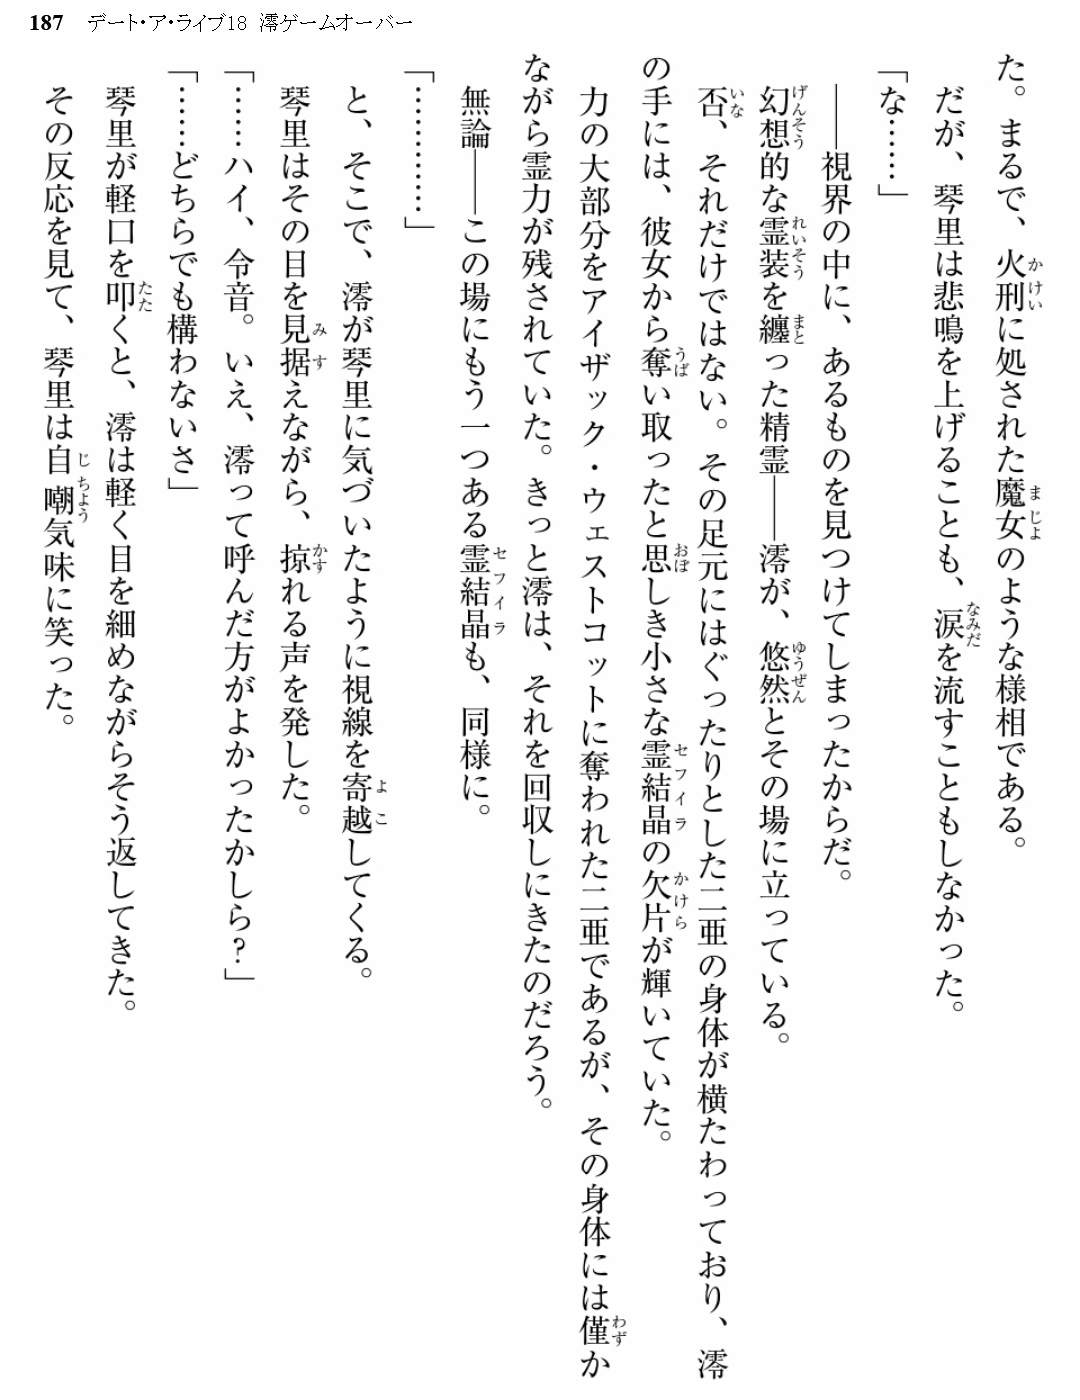 187 デート・ア・ライブ18 澪ゲームオーバー
た。まるで、火刑に処された魔女のような様相である。
だが、琴里は悲鳴を上げることも、涙を流すこともしなかった。
「な……」
――視界の中に、あるものを見つけてしまったからだ。
幻想的な霊装を纏った精霊――澪が、悠然とその場に立っている。
否、それだけではない。その足元にはぐったりとした二亜の身体が横たわっており、澪
の手には、彼女から奪い取ったと思しき小さな霊結晶の欠片が輝いていた。
力の大部分をアイザック・ウェストコットに奪われた二亜であるが、その身体には僅か
ながら霊力が残されていた。きっと澪は、それを回収しにきたのだろう。
無論――この場にもう一つある霊結晶も、同様に。
「…………」
と、そこで、澪が琴里に気づいたように視線を寄越してくる。
琴里はその目を見据えながら、掠れる声を発した。
「……ハイ、令音。いえ、澪って呼んだ方がよかったかしら?」
「……どちらでも構わないさ」
琴里が軽口を叩くと、澪は軽く目を細めながらそう返してきた。
その反応を見て、琴里は自嘲気味に笑った。